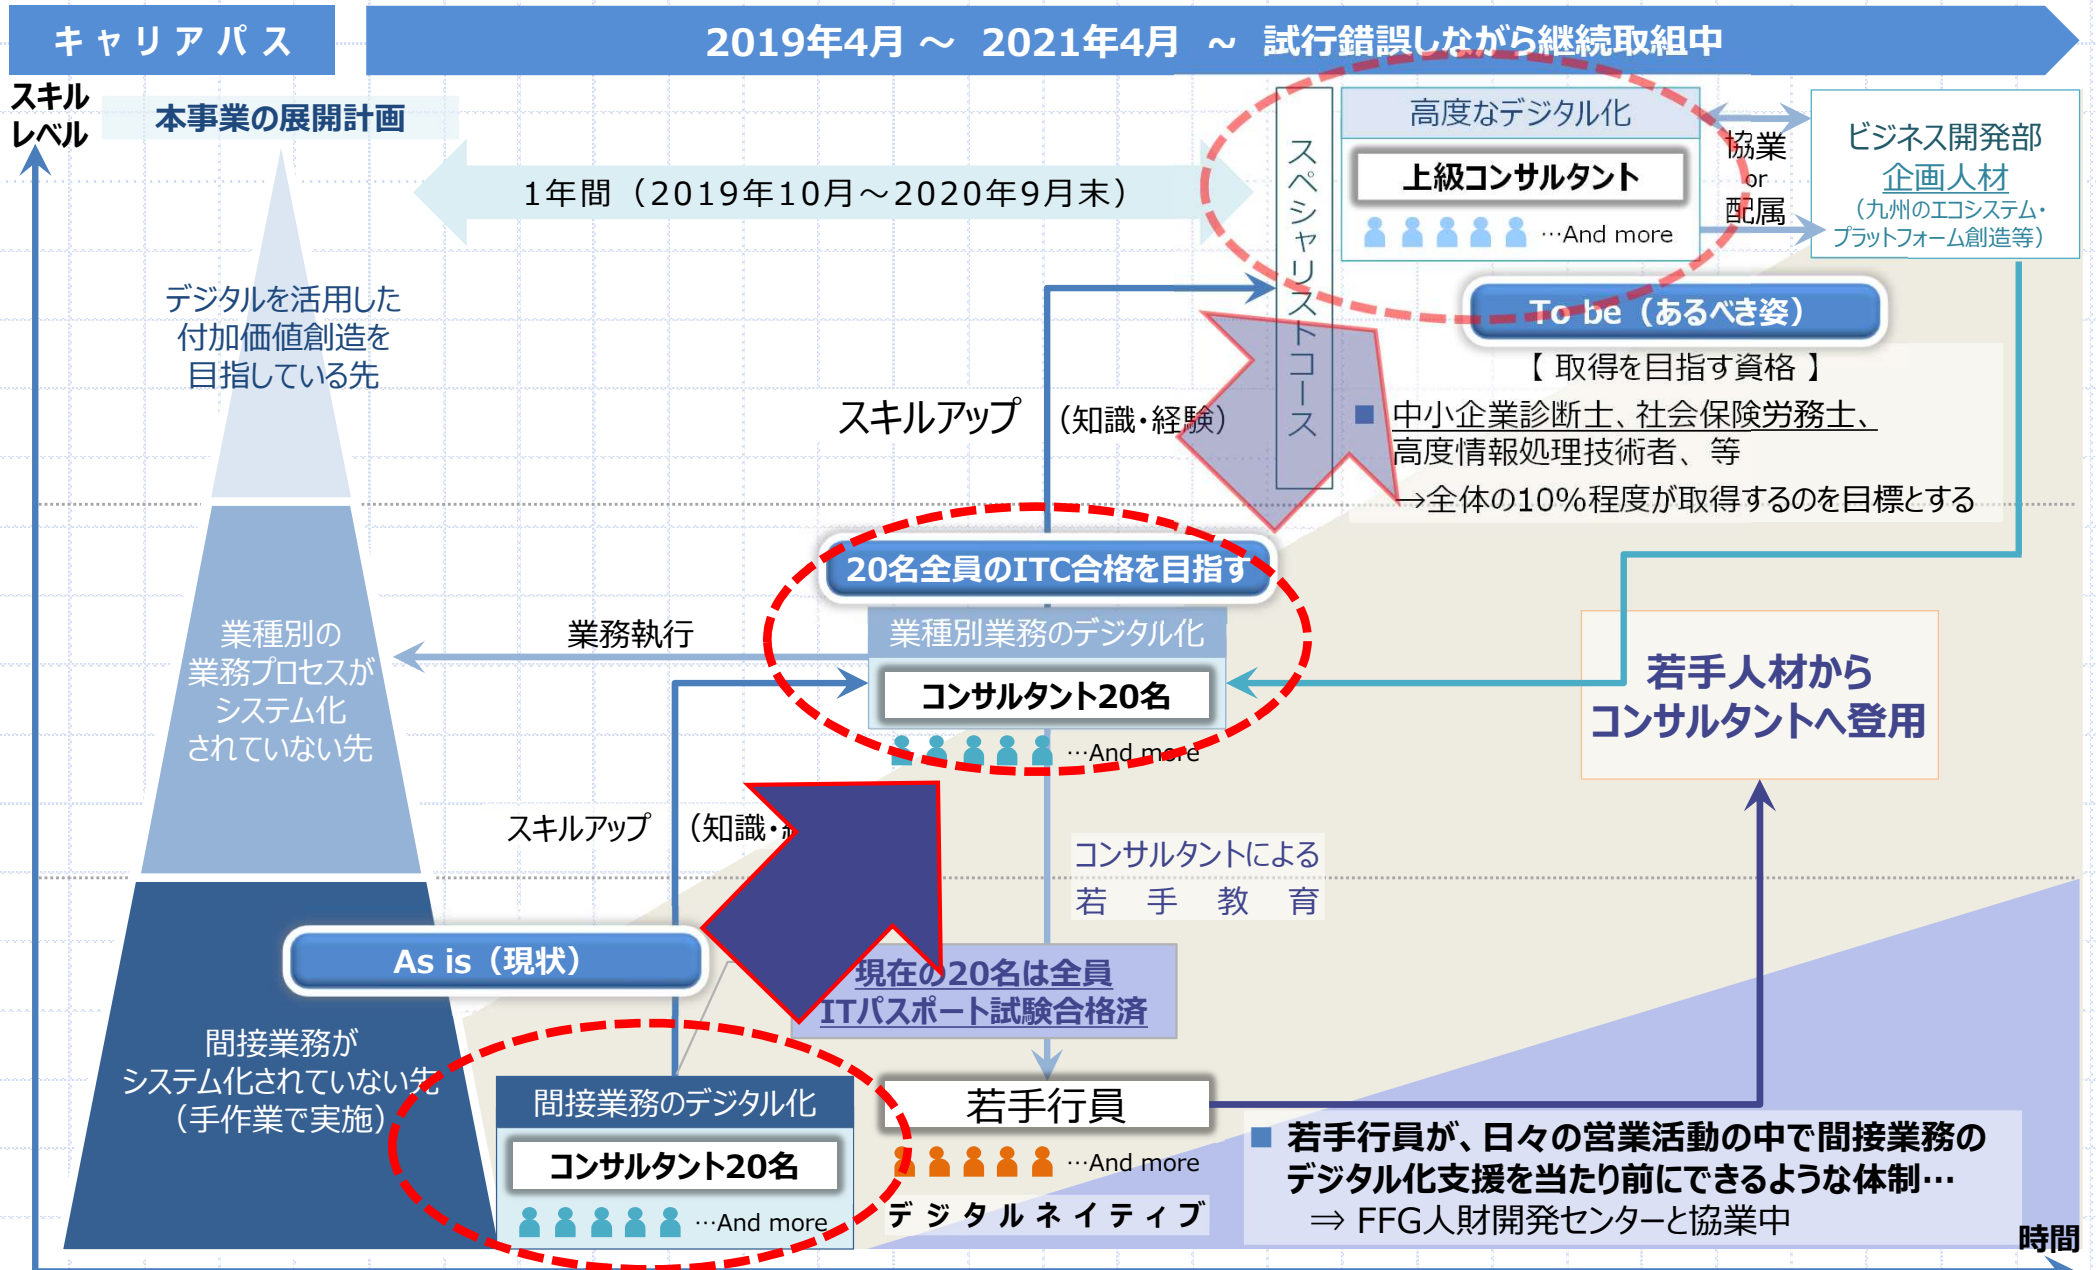 キャリアパス
2019年4月 ～ 2021年4月 ～ 試行錯誤しながら継続取組中
スキル
レベル
本事業の展開計画
1年間（2019年10月～2020年9月末）
スペシャリストコース
高度なデジタル化
上級コンサルタント
…And more
協業
or
配属
ビジネス開発部
企画人材
（九州のエコシステム・
プラットフォーム創造等）
To be（あるべき姿）
【 取得を目指す資格 】
■ 中小企業診断士、社会保険労務士、
高度情報処理技術者、等
→全体の10%程度が取得するのを目標とする
デジタルを活用した
付加価値創造を
目指している先
スキルアップ （知識・経験）
20名全員のITC合格を目指す
業種別業務のデジタル化
コンサルタント20名
…And more
業務執行
業種別の
業務プロセスが
システム化
されていない先
若手人材から
コンサルタントへ登用
スキルアップ （知識・
コンサルタントによる
若手教育
As is（現状）
現在の20名は全員
ITパスポート試験合格済
間接業務が
システム化されていない先
（手作業で実施）
間接業務のデジタル化
コンサルタント20名
…And more
若手行員
…And more
デジタルネイティブ
■ 若手行員が、日々の営業活動の中で間接業務の
デジタル化支援を当たり前にできるような体制…
⇒ FFG人財開発センターと協業中
時間